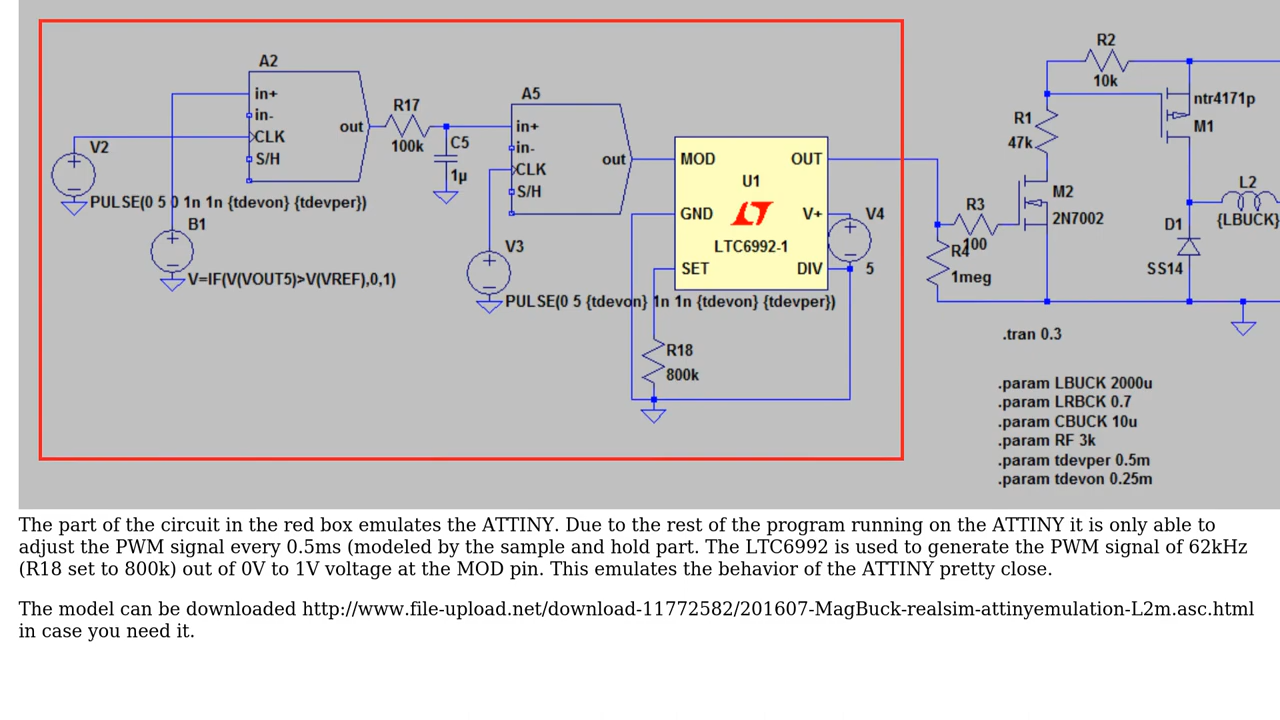 A2
in+
in-
CLK
S/H
out
V2
PULSE(0 5 0 1n 1n {tdevon} {tdevper})
B1
V=IF(V(VOUT5)>V(VREF),0,1)
R17
100k
C5
1µ
A5
in+
in-
CLK
S/H
out
V3
PULSE(0 5 {tdevon} 1n 1n {tdevon} {tdevper})
MOD
OUT
U1
GND
V+
LTC6992-1
SET
DIV
V4
5
R18
800k
R2
10k
R1
47k
ntr4171p
M1
M2
2N7002
R3
100
R4
1meg
D1
SS14
L2
{LBUCK}
.tran 0.3
.param LBUCK 2000u
.param LRBCK 0.7
.param CBUCK 10u
.param RF 3k
.param tdevper 0.5m
.param tdevon 0.25m
The part of the circuit in the red box emulates the ATTINY. Due to the rest of the program running on the ATTINY it is only able to
adjust the PWM signal every 0.5ms (modeled by the sample and hold part. The LTC6992 is used to generate the PWM signal of 62kHz
(R18 set to 800k) out of 0V to 1V voltage at the MOD pin. This emulates the behavior of the ATTINY pretty close.
The model can be downloaded http://www.file-upload.net/download-11772582/201607-MagBuck-realsim-attinyemulation-L2m.asc.html
in case you need it.